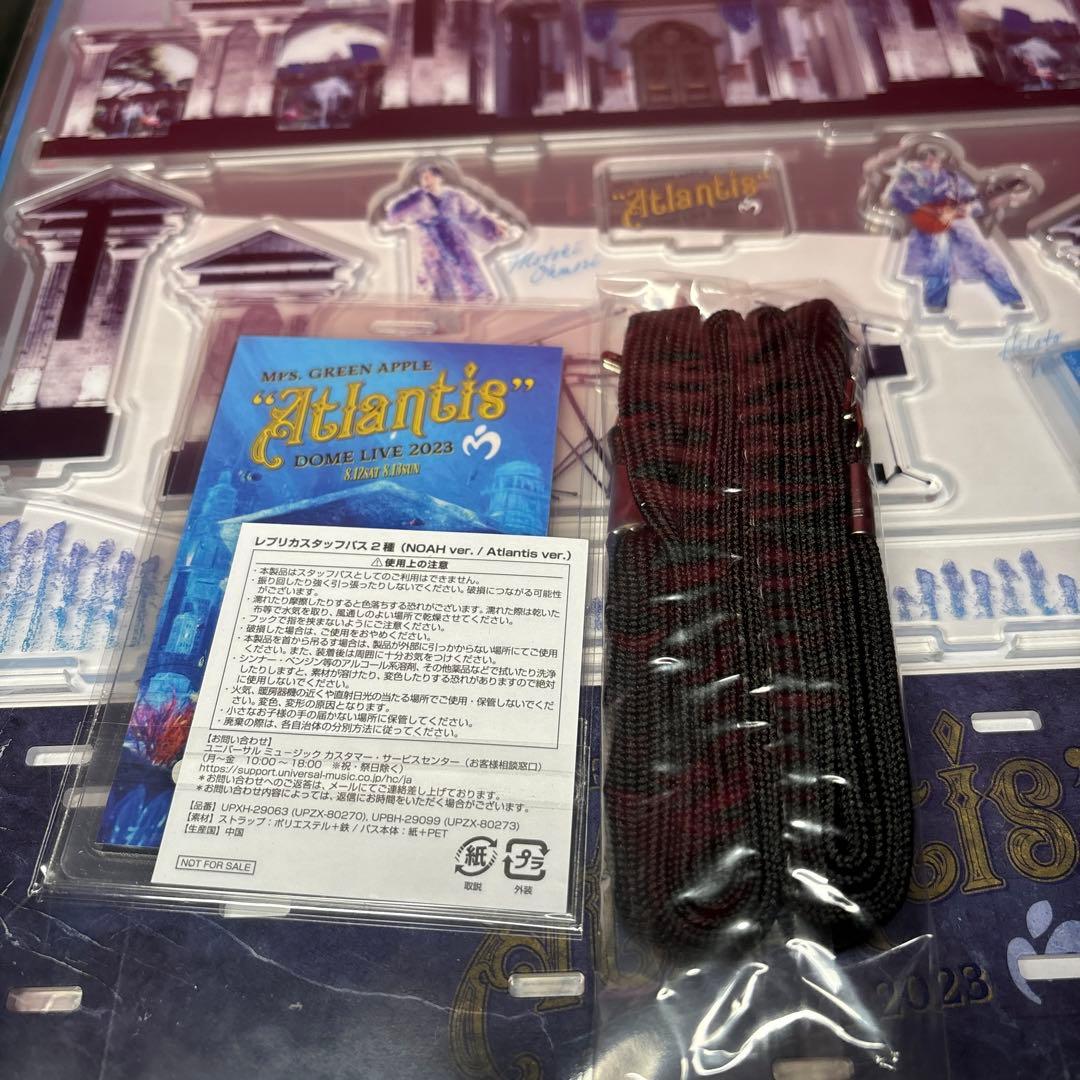 “Atlantis”
Motoki
Ohmori
MRS. GREEN APPLE
“Atlantis”
DOME LIVE 2023
8.12SAT 8.13SUN
レプリカスタッフパス2種（NOAH ver. / Atlantis ver.）
⚠使用上の注意
・本製品はスタッフパスとしてのご利用はできません。
・振り回したり強く引っ張ったりしないでください。破損につながる可能性
がございます。
・濡れたり摩擦したりすると色落ちする恐れがございます。濡れた際は乾いた
布等で水気を取り、風通しのよい場所で乾燥させてください。
・フックで指を挟まないようにご注意ください。
・破損した場合は、ご使用をおやめください。
・本製品を首から吊るす場合は、製品が外部に引っかからない場所にてご使用
ください。また、装着後は周囲に十分お気をつけください。
・シンナー・ベンジン等のアルコール系溶剤、その他薬品などで拭いたり洗浄
したりしますと、素材が溶けたり、変色したりする恐れがありますので絶対
に使用しないでください。
・火気、暖房器機の近くや直射日光の当たる場所でご使用・保管しないでくだ
さい。変色、変形の原因となります。
・小さなお子様の手の届かない場所に保管してください。
・廃棄の際は、各自治体の分別方法に従ってください。
【お問い合わせ】
ユニバーサル ミュージック カスタマー・サービスセンター（お客様相談窓口）
（月～金 10:00～18:00 ※祝・祭日除く）
https://support.universal-music.co.jp/hc/ja
＊お問い合わせへのご返答は、メールにてご連絡差し上げております。
＊お問い合わせ内容によっては、返信にお時間をいただく場合がございます。
【品番】UPXH-29063 (UPZX-80270), UPBH-29099 (UPZX-80273)
【素材】ストラップ：ポリエステル＋鉄 / パス本体：紙＋PET
【生産国】中国
NOT FOR SALE
紙
取説
プラ
外装
2023